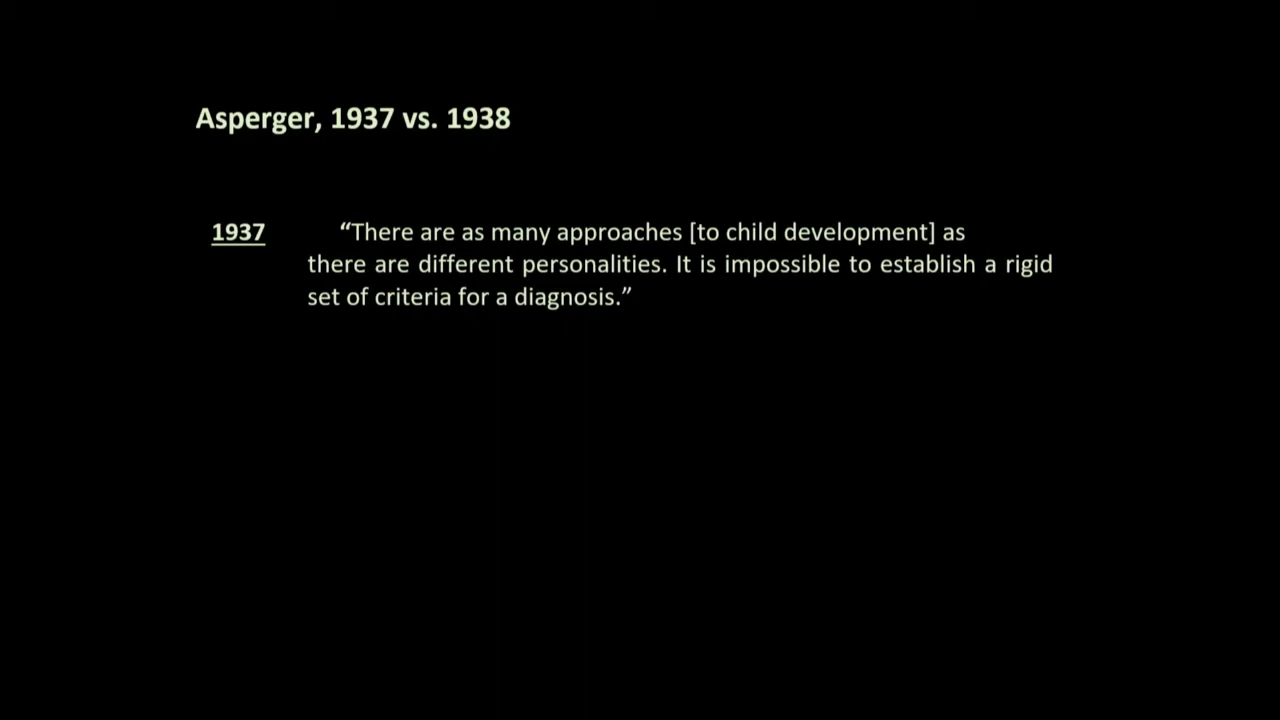 Asperger, 1937 vs. 1938
1937 “There are as many approaches [to child development] as
there are different personalities. It is impossible to establish a rigid
set of criteria for a diagnosis.”